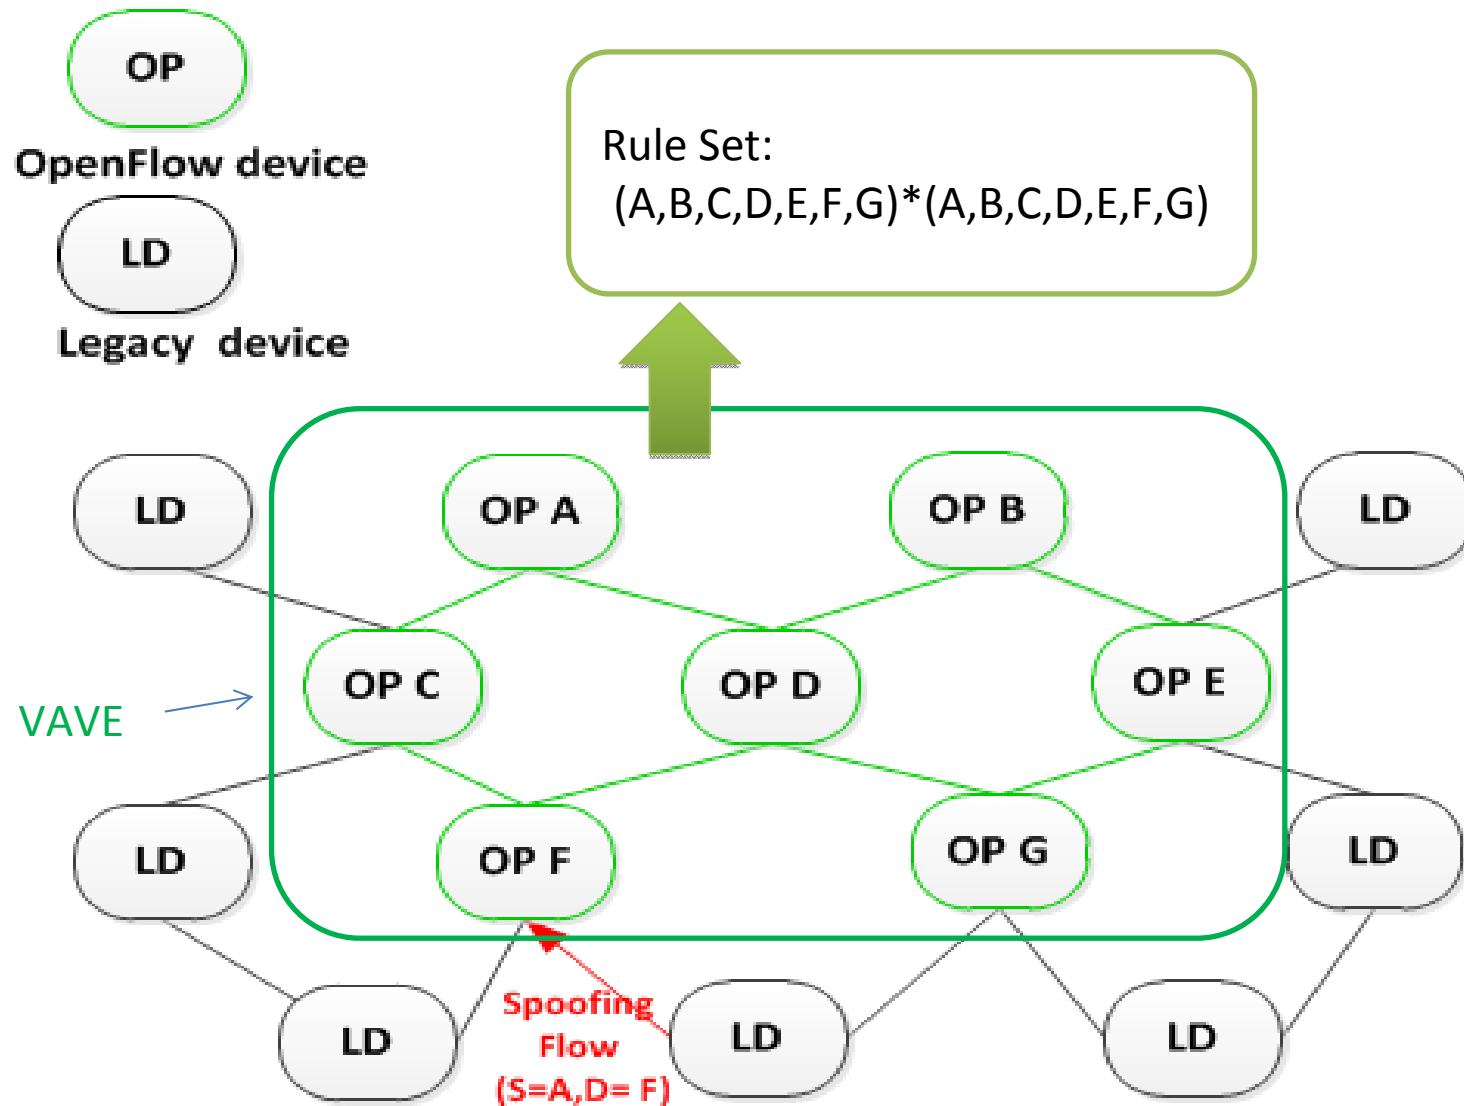 OP
OpenFlow device
LD
Legacy device
Rule Set:
(A,B,C,D,E,F,G)*(A,B,C,D,E,F,G)
LD
OP A
OP B
LD
OP C
OP D
OP E
VAVE
LD
OP F
OP G
LD
LD
Spoofing
Flow
(S=A,D= F)
LD
LD